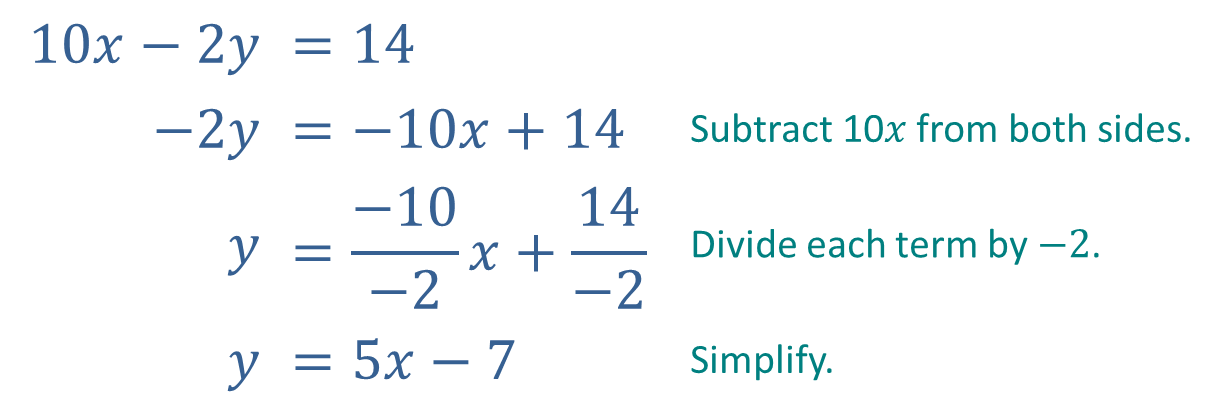 10x − 2y = 14
−2y = −10x + 14 Subtract 10x from both sides.
y = −10/−2 x + 14/−2 Divide each term by −2.
y = 5x − 7 Simplify.